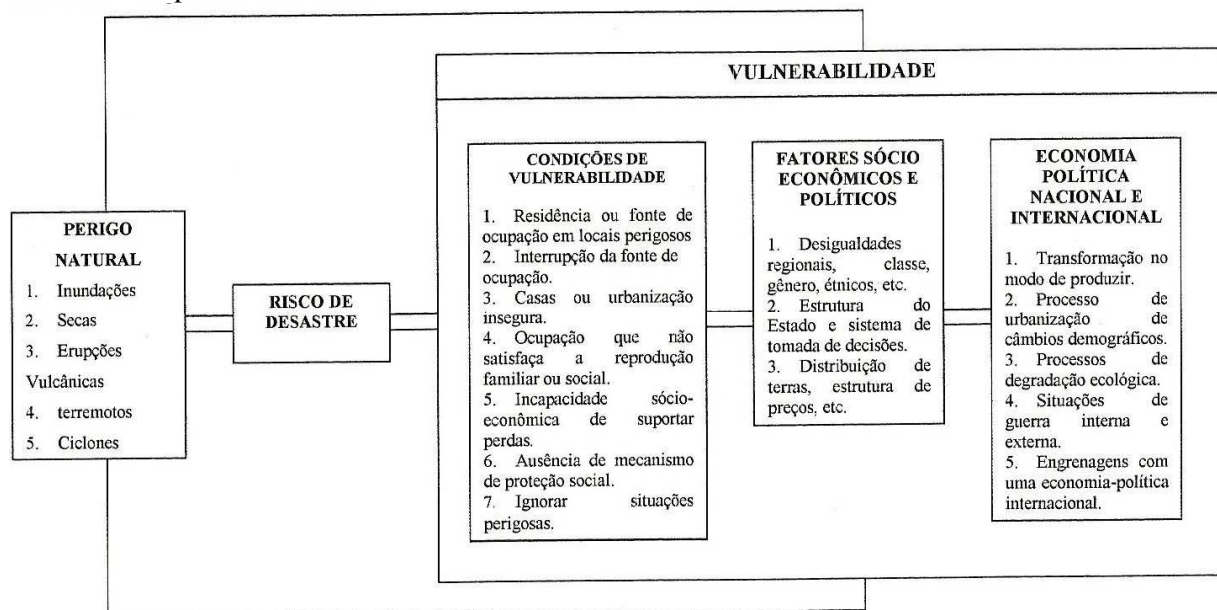 VULNERABILIDADE
PERIGO
NATURAL
1. Inundações
2. Secas
3. Erupções
Vulcânicas
4. terremotos
5. Ciclones
RISCO DE
DESASTRE
CONDIÇÕES DE
VULNERABILIDADE
1. Residência ou fonte de
ocupação em locais perigosos
2. Interrupção da fonte de
ocupação.
3. Casas ou urbanização
insegura.
4. Ocupação que não
satisfaça a reprodução
familiar ou social.
5. Incapacidade sócio-
econômica de suportar
perdas.
6. Ausência de mecanismo
de proteção social.
7. Ignorar situações
perigosas.
FATORES SÓCIO
ECONÔMICOS E
POLÍTICOS
1. Desigualdades
regionais, classe,
gênero, étnicos, etc.
2. Estrutura do
Estado e sistema de
tomada de decisões.
3. Distribuição de
terras, estrutura de
preços, etc.
ECONOMIA
POLÍTICA
NACIONAL E
INTERNACIONAL
1. Transformação no
modo de produzir.
2. Processo de
urbanização de
câmbios demográficos.
3. Processos de
degradação ecológica.
4. Situações de
guerra interna e
externa.
5. Engrenagens com
uma economia-política
internacional.